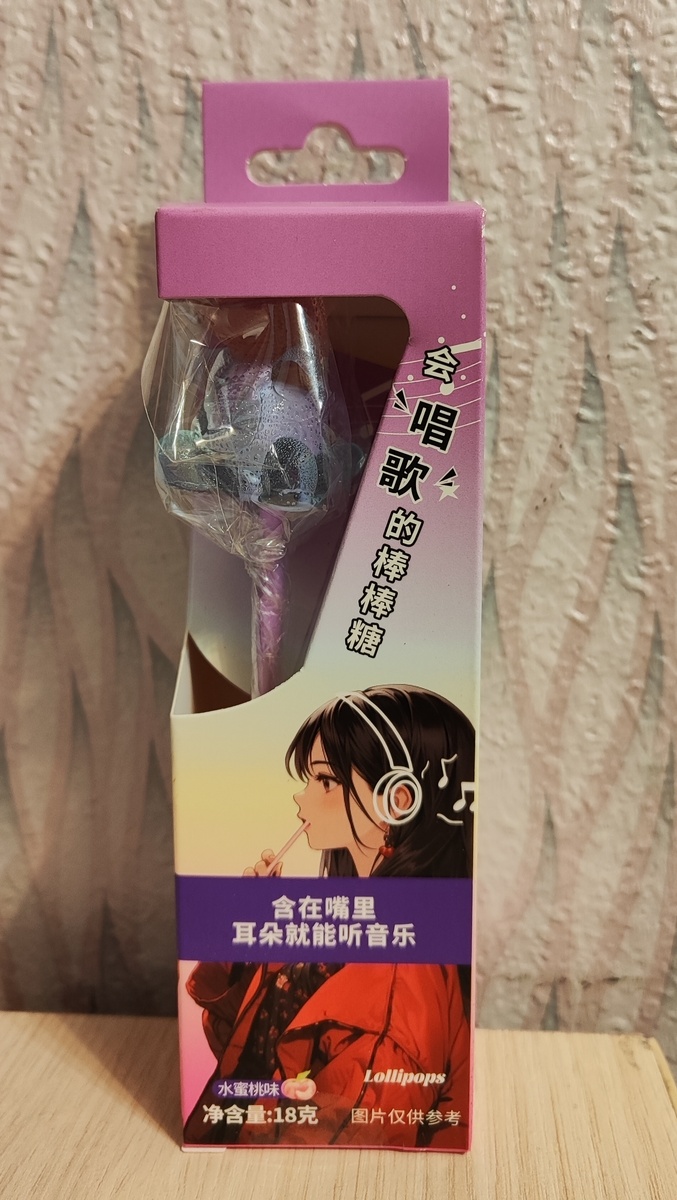 会唱歌的棒棒糖
含在嘴里
耳朵就能听音乐
水蜜桃味
Lollipops
净含量:18克
图片仅供参考